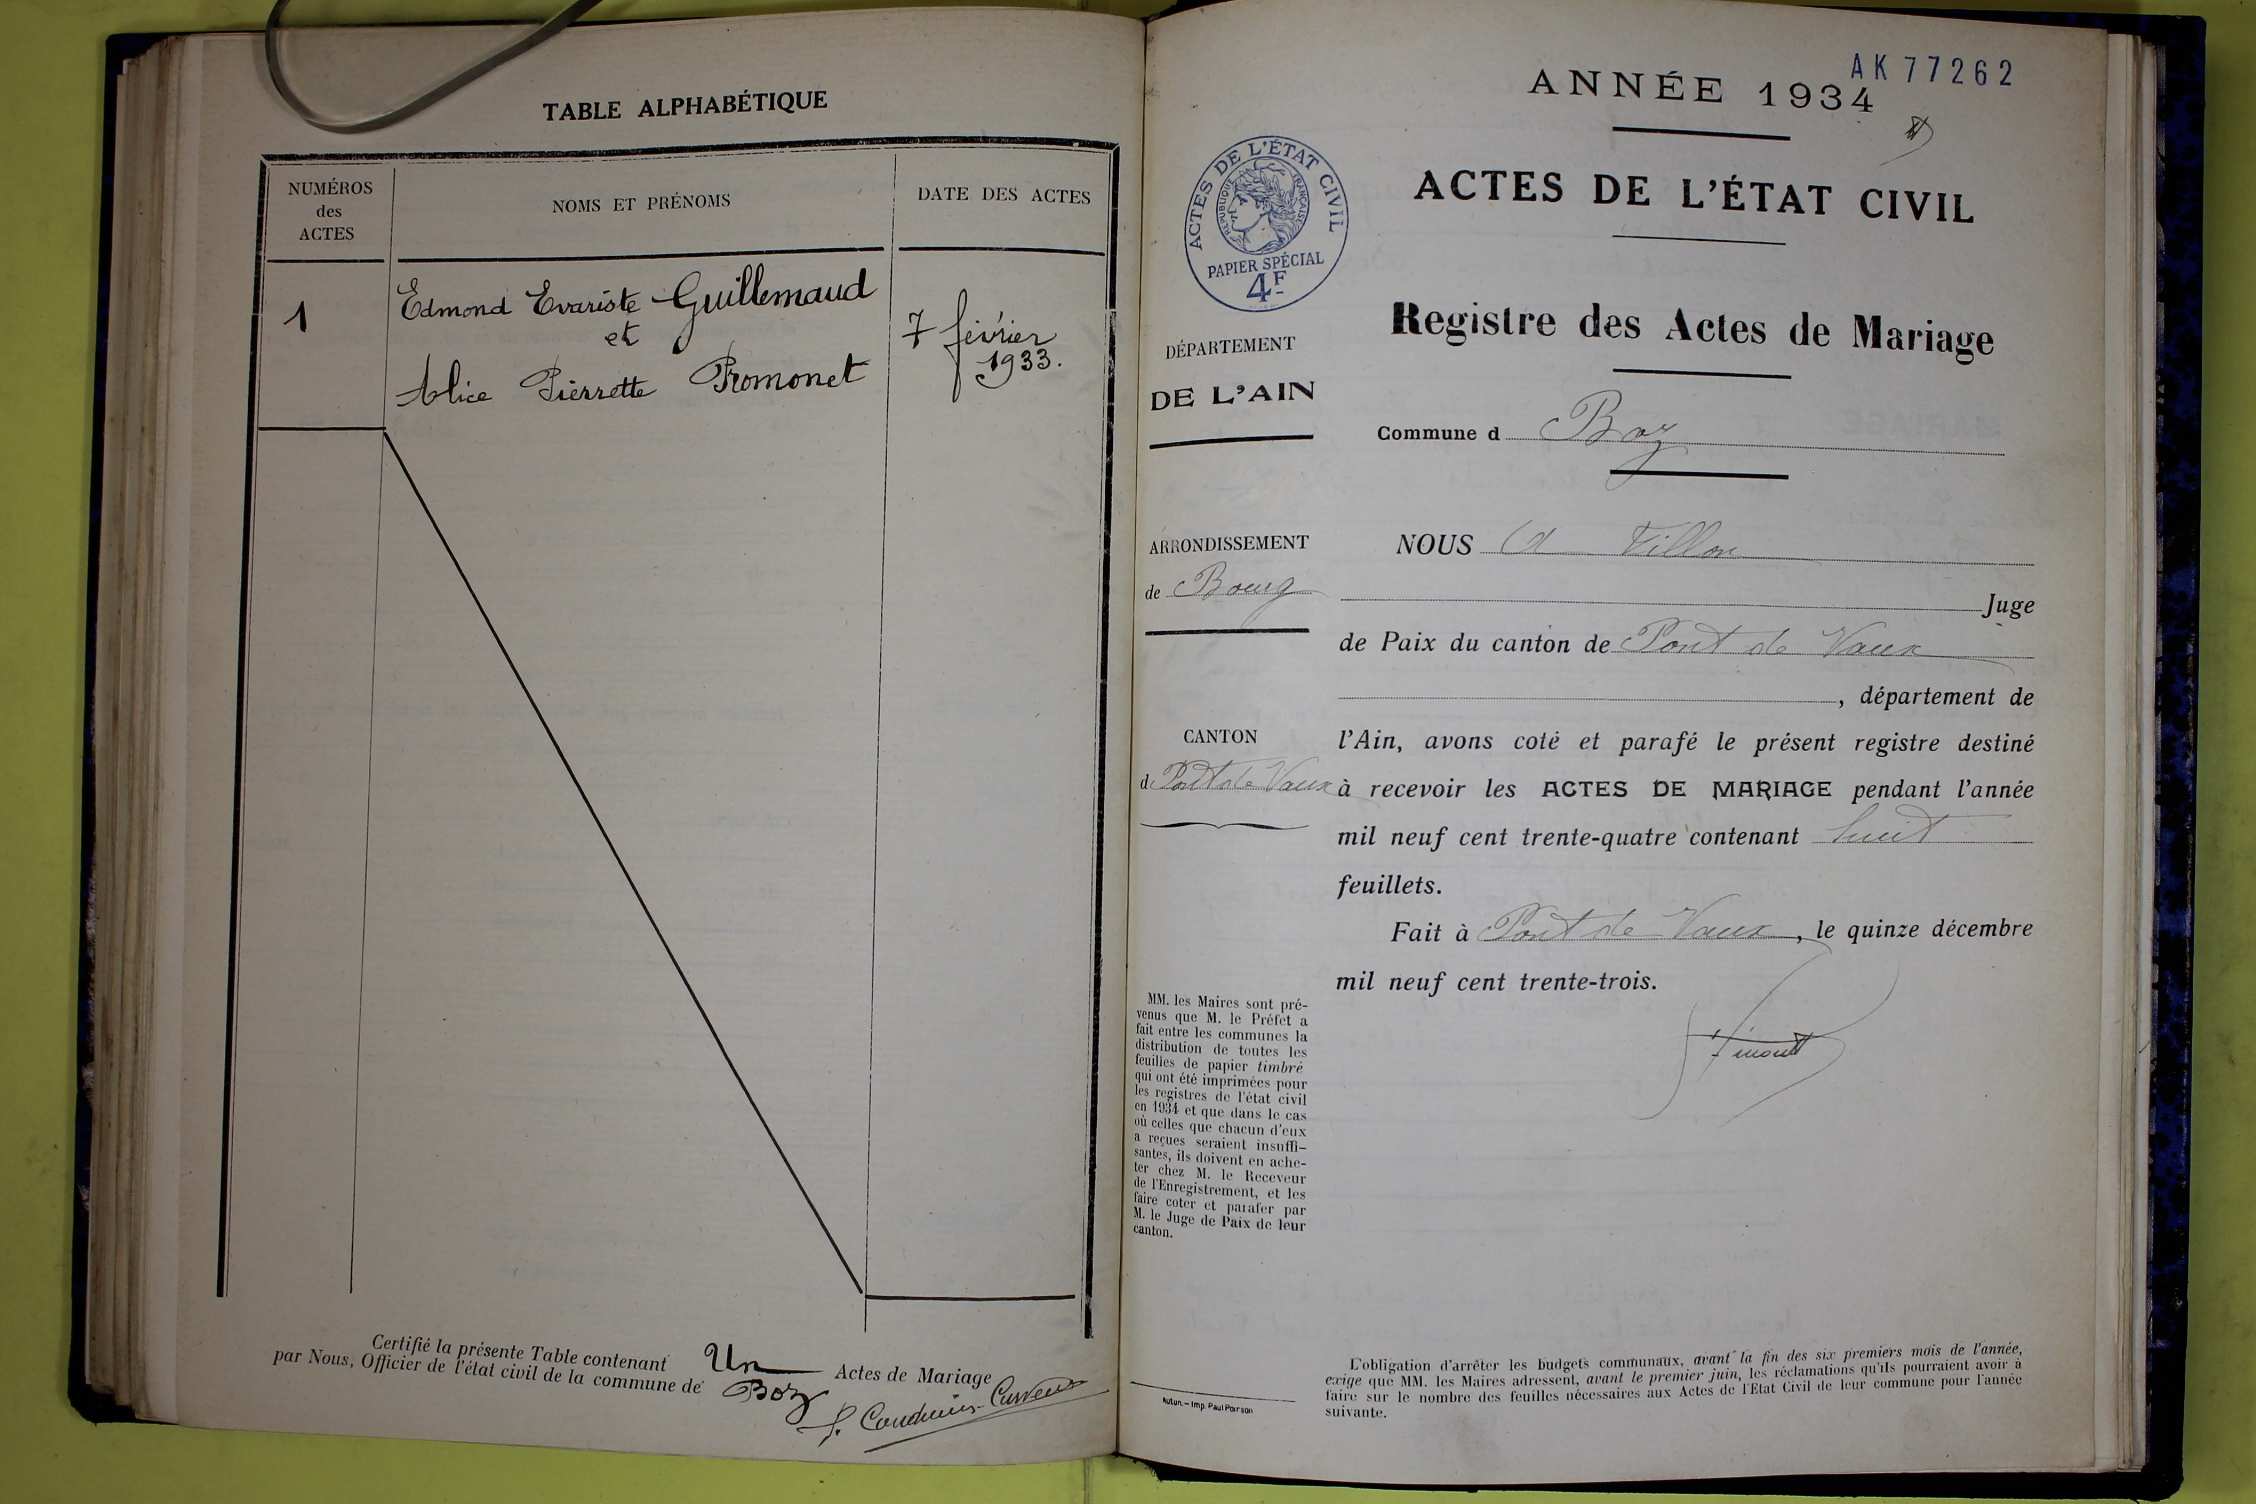 TABLE ALPHABÉTIQUE
NUMÉROS
des
ACTES
NOMS ET PRÉNOMS
DATE DES ACTES
1
Edmond Evariste Guillemaud
et
Alice Pierrette Promonet
7 février
1933.
Certifié la présente Table contenant Un Actes de Mariage
par Nous, Officier de l'état civil de la commune de Boz
AK 77262
ANNÉE 1934
ACTES DE L'ÉTAT CIVIL
RÉPUBLIQUE FRANÇAISE
PAPIER SPÉCIAL
4F
ACTES DE L'ÉTAT CIVIL
Registre des Actes de Mariage
DÉPARTEMENT
DE L'AIN
Commune d Boz
ARRONDISSEMENT
de Bourg
CANTON
d Pont de Vaux
NOUS
Juge
de Paix du canton de Pont de Vaux
, département de
l'Ain, avons coté et parafé le présent registre destiné
à recevoir les ACTES DE MARIAGE pendant l'année
mil neuf cent trente-quatre contenant huit
feuillets.
Fait à Pont de Vaux, le quinze décembre
mil neuf cent trente-trois.
MM. les Maires sont pré-
venus que M. le Préfet a
fait entre les communes la
distribution de toutes les
feuilles de papier timbré
qui ont été imprimées pour
les registres de l'état civil
en 1934 et que dans le cas
où celles que chacun d'eux
a reçues seraient insuffi-
santes, ils doivent en ache-
ter chez M. le Receveur
de l'Enregistrement, et les
faire coter et parafer par
M. le Juge de Paix de leur
canton.
Autun. — Imp. Paul Poirson
L'obligation d'arrêter les budgets communaux, avant la fin des six premiers mois de l'année,
exige que MM. les Maires adressent, avant le premier juin, les réclamations qu'ils pourraient avoir à
faire sur le nombre des feuilles nécessaires aux Actes de l'Etat Civil de leur commune pour l'année
suivante.